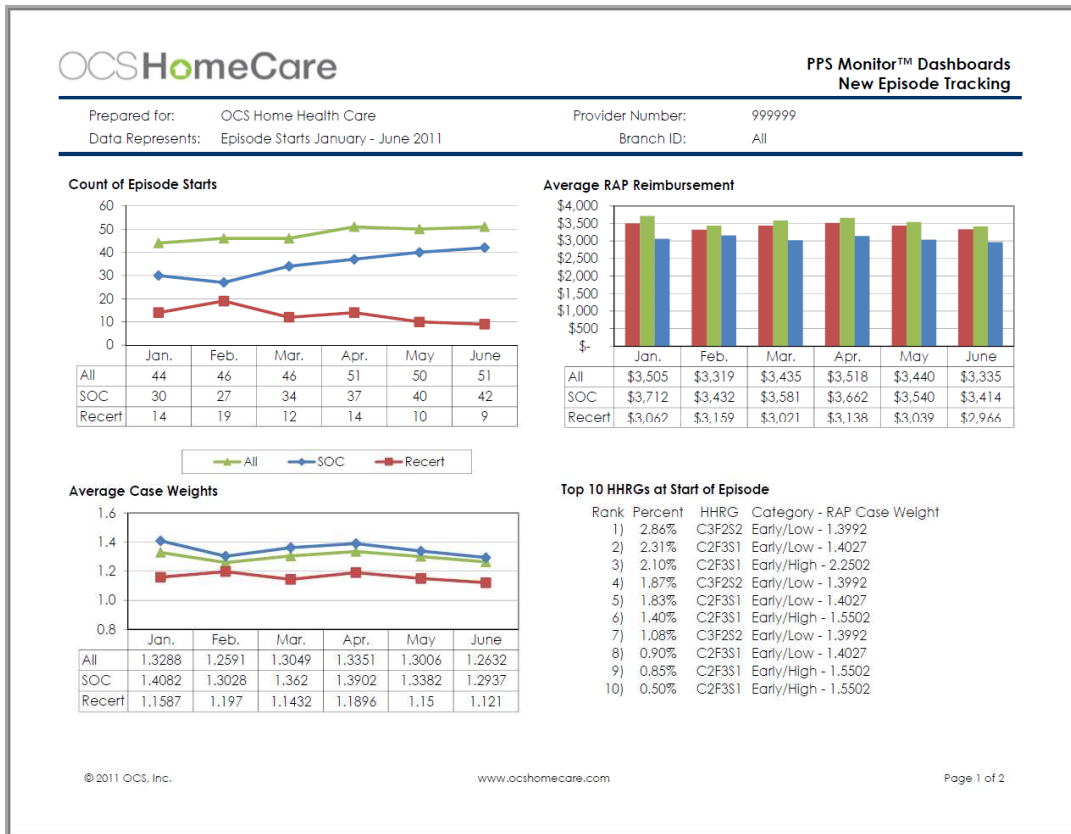 OCSHomeCare
PPS Monitor™ Dashboards
New Episode Tracking
Prepared for: OCS Home Health Care Provider Number: 999999
Data Represents: Episode Starts January - June 2011 Branch ID: All
Count of Episode Starts
60
50
40
30
20
10
0
Jan. Feb. Mar. Apr. May June
All 44 46 46 51 50 51
SOC 30 27 34 37 40 42
Recert 14 19 12 14 10 9
All SOC Recert
Average RAP Reimbursement
$4,000
$3,500
$3,000
$2,500
$2,000
$1,500
$1,000
$500
$-
Jan. Feb. Mar. Apr. May June
All $3,505 $3,319 $3,435 $3,518 $3,440 $3,335
SOC $3,712 $3,432 $3,581 $3,662 $3,540 $3,414
Recert $3,062 $3,159 $3,021 $3,138 $3,039 $2,966
Average Case Weights
1.6
1.4
1.2
1.0
0.8
Jan. Feb. Mar. Apr. May June
All 1.3288 1.2591 1.3049 1.3351 1.3006 1.2632
SOC 1.4082 1.3028 1.362 1.3902 1.3382 1.2937
Recert 1.1587 1.197 1.1432 1.1896 1.15 1.121
Top 10 HHRGs at Start of Episode
Rank Percent HHRG Category - RAP Case Weight
1) 2.86% C3F2S2 Early/Low - 1.3992
2) 2.31% C2F3S1 Early/Low - 1.4027
3) 2.10% C2F3S1 Early/High - 2.2502
4) 1.87% C3F2S2 Early/Low - 1.3992
5) 1.83% C2F3S1 Early/Low - 1.4027
6) 1.40% C2F3S1 Early/High - 1.5502
7) 1.08% C3F2S2 Early/Low - 1.3992
8) 0.90% C2F3S1 Early/Low - 1.4027
9) 0.85% C2F3S1 Early/High - 1.5502
10) 0.50% C2F3S1 Early/High - 1.5502
© 2011 OCS, Inc. www.ocshomecare.com Page 1 of 2